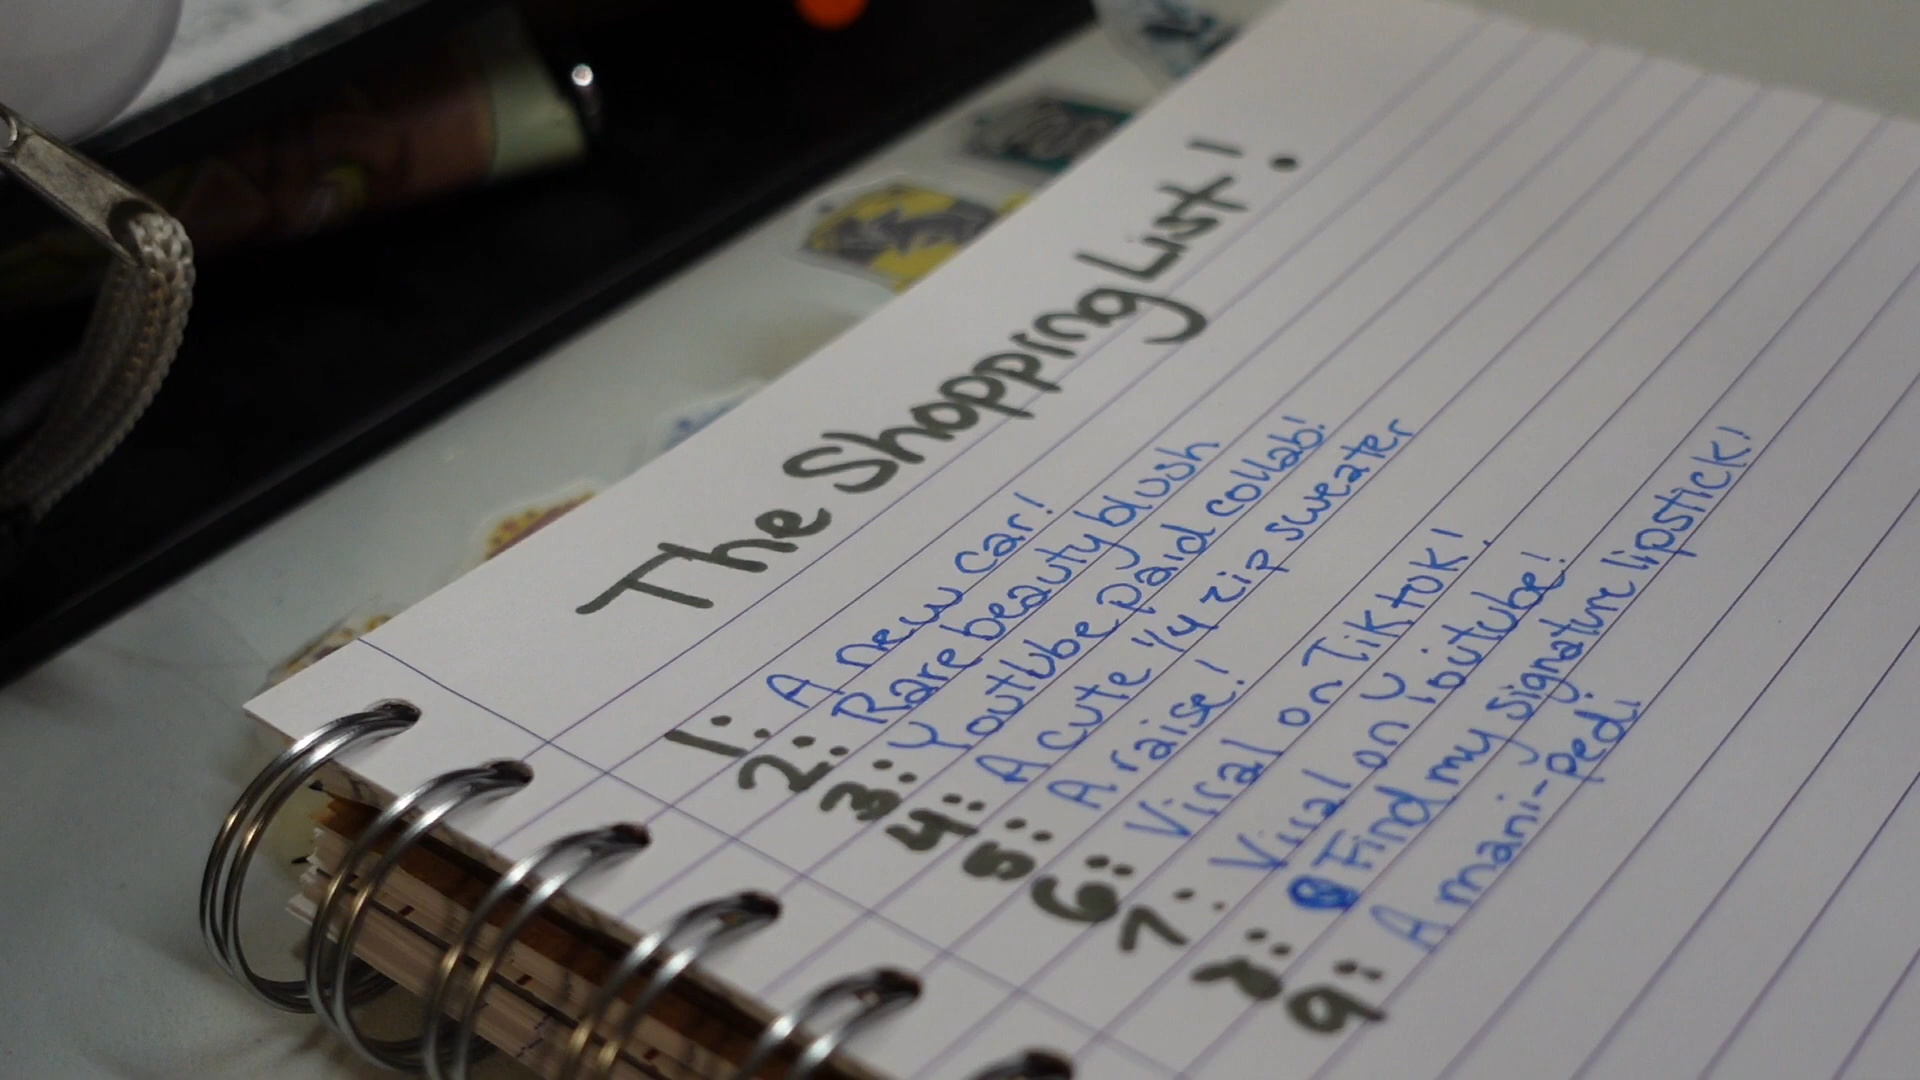 The Shopping List!
1: A new car!
2: Rare beauty blush
3: Youtube paid collab!
4: A cute 1/4 zip sweater
5: A raise!
6: Viral on Tiktok!
7: Viral on Youtube!
8: Find my signature lipstick!
9: A mani-pedi